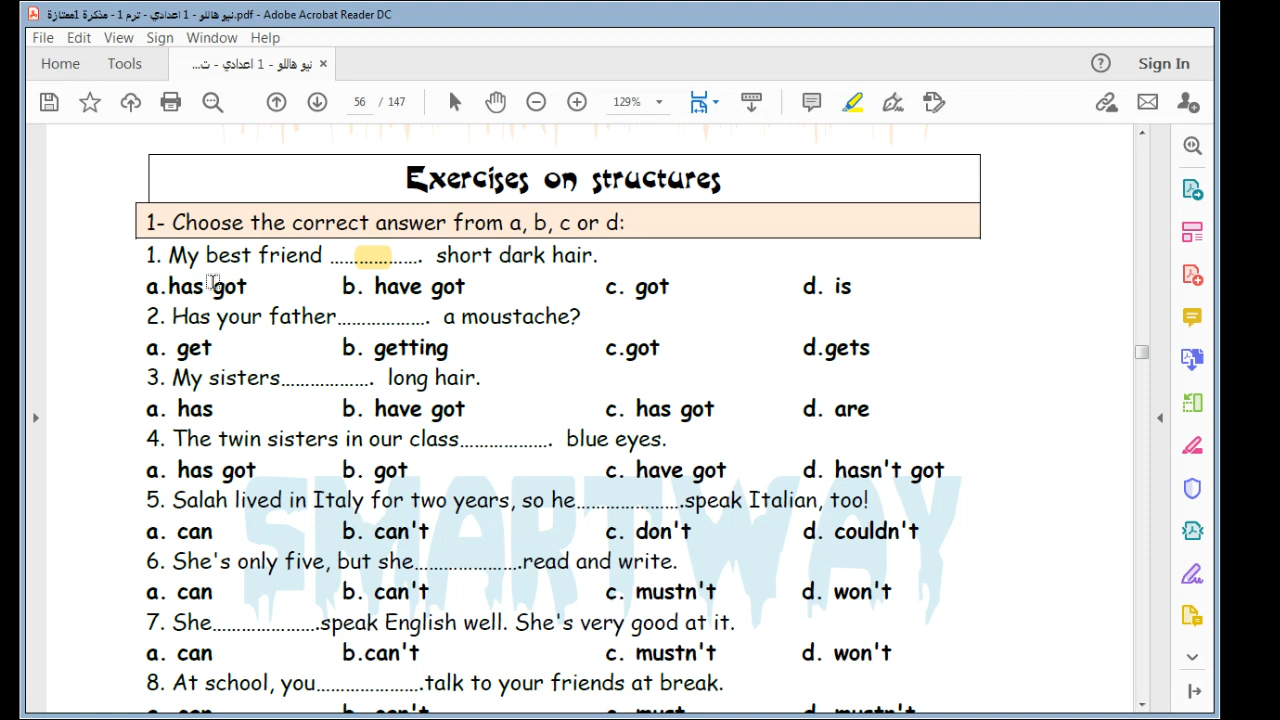 نيو هاللو - 1 اعدادي - ترم 1 - مذكرة 1ممتازة.pdf - Adobe Acrobat Reader DC
File Edit View Sign Window Help
Home Tools نيو هاللو - 1 اعدادي - ت... × ? Sign In
56 / 147 129%
Exercises on structures
1- Choose the correct answer from a, b, c or d:
1. My best friend ………………. short dark hair.
a.has got b. have got c. got d. is
2. Has your father………………. a moustache?
a. get b. getting c.got d.gets
3. My sisters………………. long hair.
a. has b. have got c. has got d. are
4. The twin sisters in our class………………. blue eyes.
a. has got b. got c. have got d. hasn't got
5. Salah lived in Italy for two years, so he………………….speak Italian, too!
a. can b. can't c. don't d. couldn't
6. She's only five, but she………………….read and write.
a. can b. can't c. mustn't d. won't
7. She………………….speak English well. She's very good at it.
a. can b.can't c. mustn't d. won't
8. At school, you………………….talk to your friends at break.
a. can b. can't c. must d. mustn't
SMARTWAY